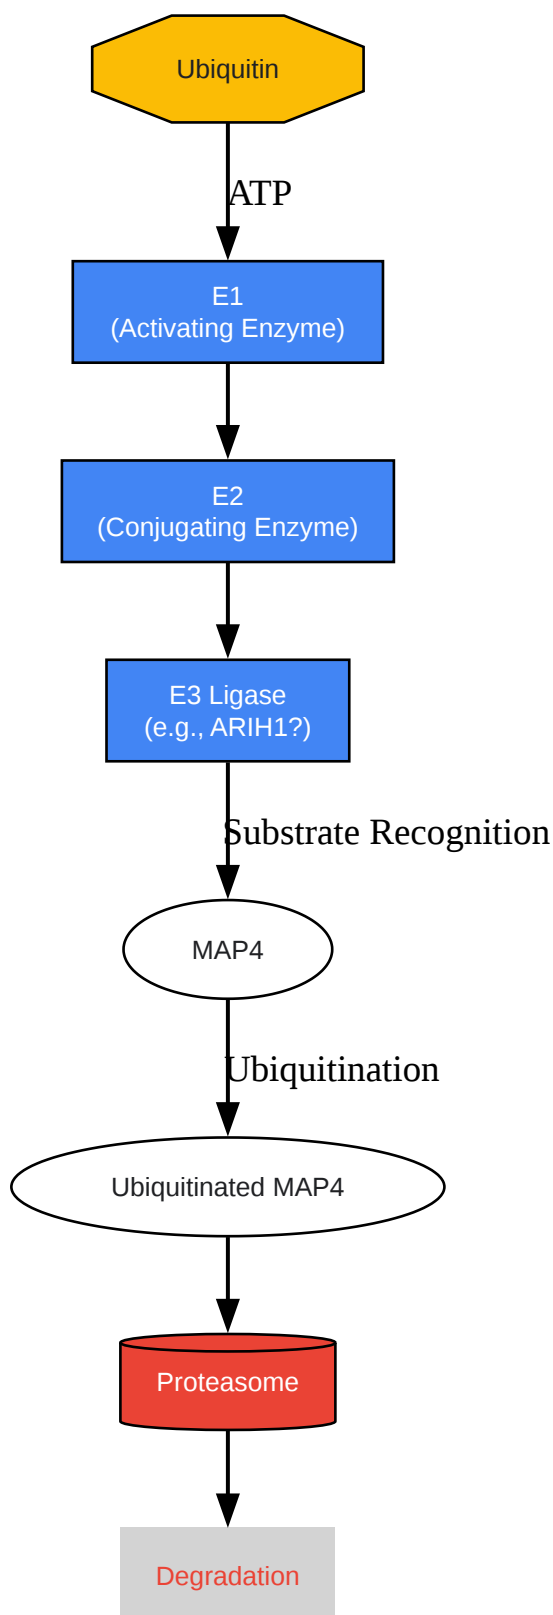 Ubiquitin
ATP
E1
(Activating Enzyme)
E2
(Conjugating Enzyme)
E3 Ligase
(e.g., ARIH1?)
Substrate Recognition
MAP4
Ubiquitination
Ubiquitinated MAP4
Proteasome
Degradation